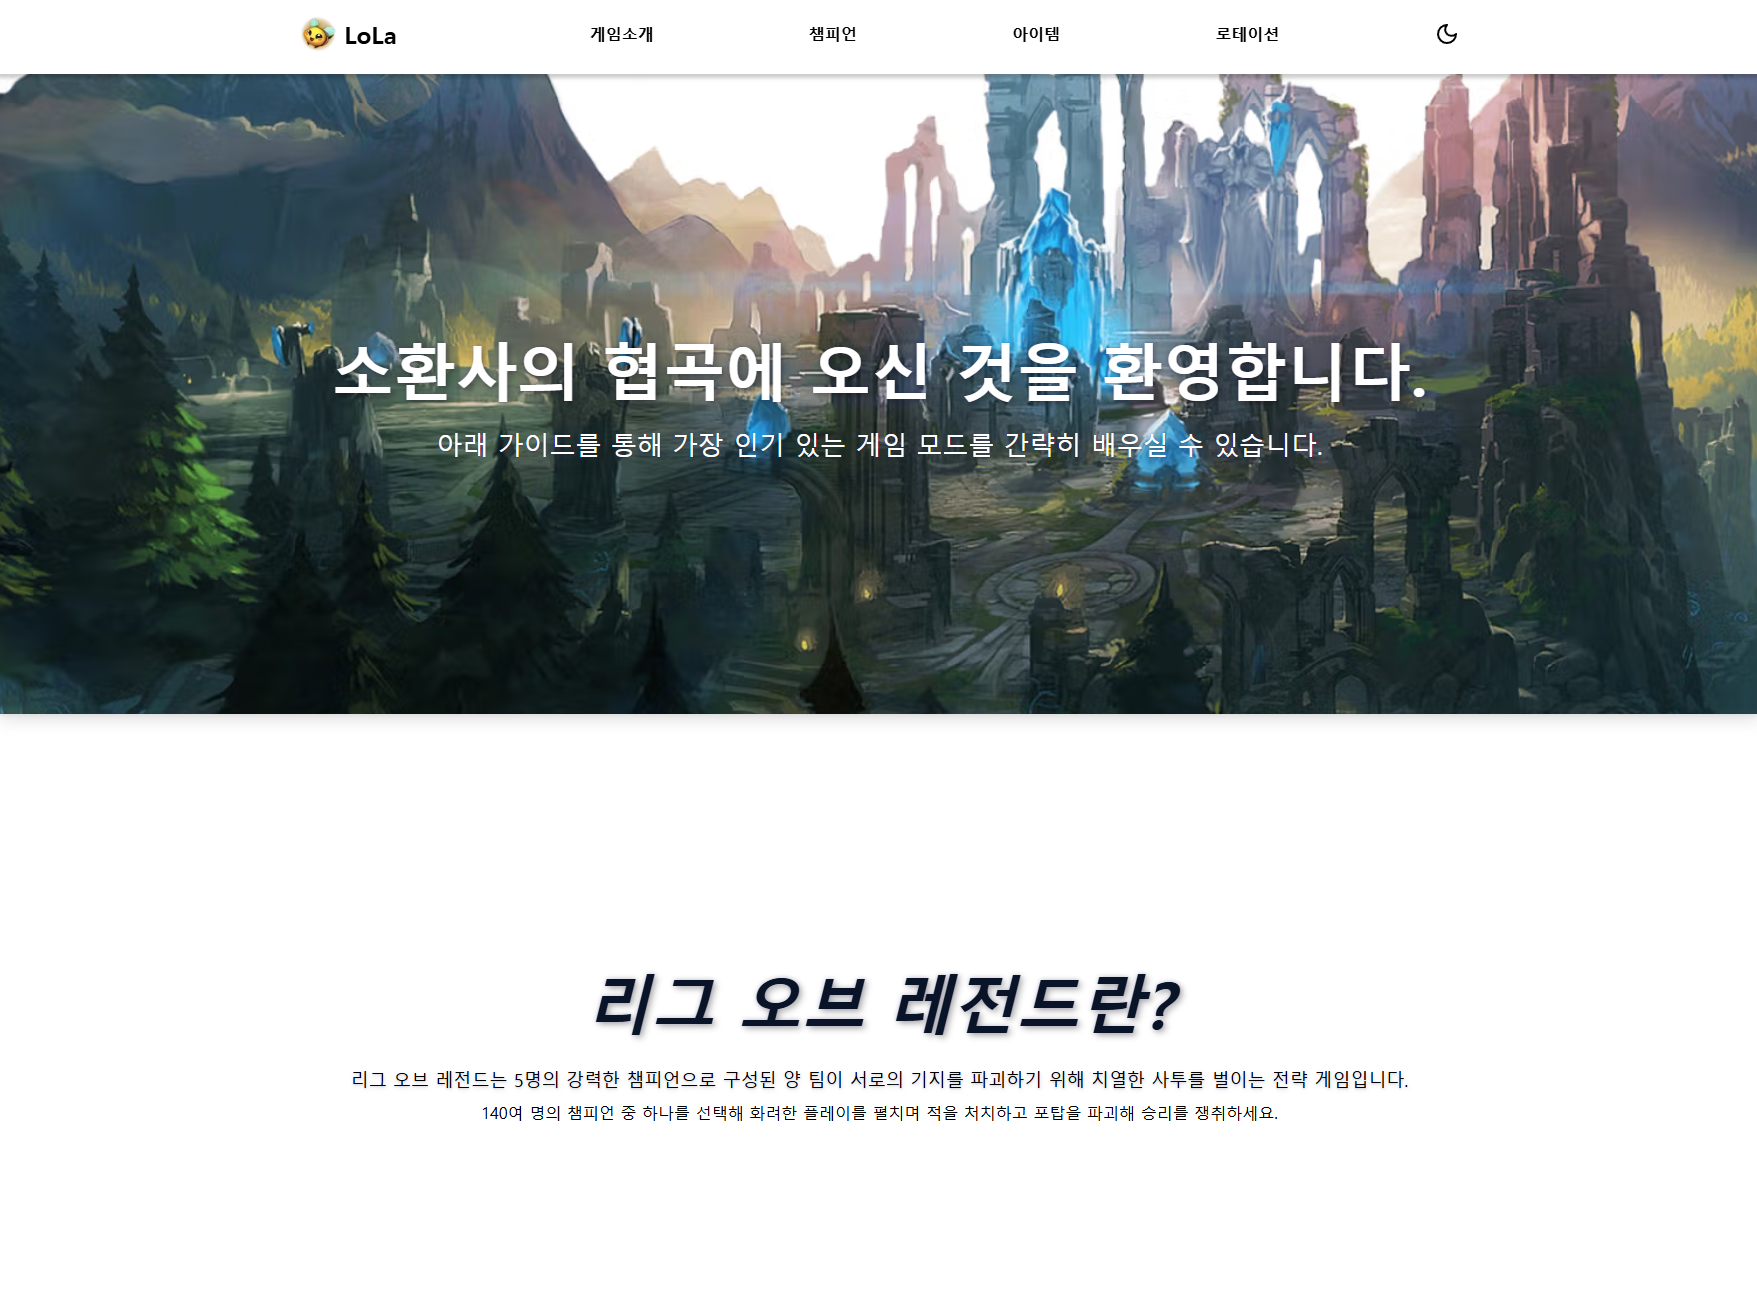 LoLa
게임소개
챔피언
아이템
로테이션
소환사의 협곡에 오신 것을 환영합니다.
아래 가이드를 통해 가장 인기 있는 게임 모드를 간략히 배우실 수 있습니다.
리그 오브 레전드란?
리그 오브 레전드는 5명의 강력한 챔피언으로 구성된 양 팀이 서로의 기지를 파괴하기 위해 치열한 사투를 벌이는 전략 게임입니다.
140여 명의 챔피언 중 하나를 선택해 화려한 플레이를 펼치며 적을 처치하고 포탑을 파괴해 승리를 쟁취하세요.